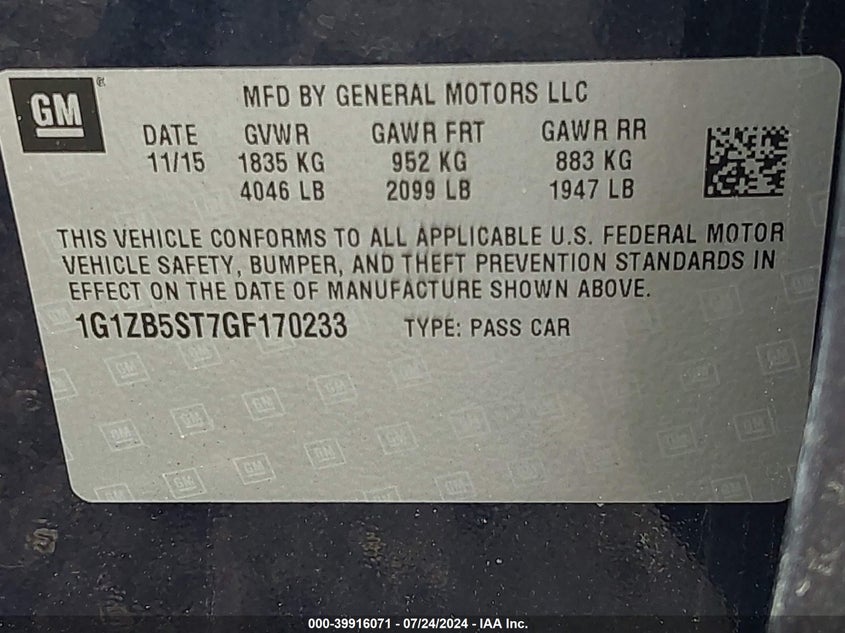 GM
MFD BY GENERAL MOTORS LLC
DATE GVWR GAWR FRT GAWR RR
11/15 1835 KG 952 KG 883 KG
4046 LB 2099 LB 1947 LB
THIS VEHICLE CONFORMS TO ALL APPLICABLE U.S. FEDERAL MOTOR
VEHICLE SAFETY, BUMPER, AND THEFT PREVENTION STANDARDS IN
EFFECT ON THE DATE OF MANUFACTURE SHOWN ABOVE.
1G1ZB5ST7GF170233 TYPE: PASS CAR
000-39916071 / 07/24/2024 - IAA Inc.